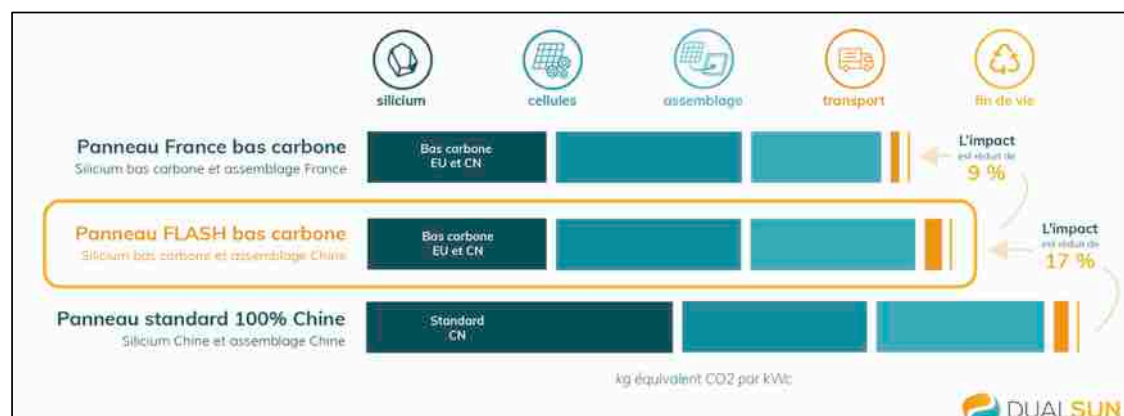 silicium
cellules
assemblage
transport
fin de vie
Panneau France bas carbone
Silicium bas carbone et assemblage France
Bas carbone
EU et CN
L'impact
est réduit de
9 %
Panneau FLASH bas carbone
Silicium bas carbone et assemblage Chine
Bas carbone
EU et CN
L'impact
est réduit de
17 %
Panneau standard 100% Chine
Silicium Chine et assemblage Chine
Standard
CN
kg équivalent CO2 par kWc
DUALSUN